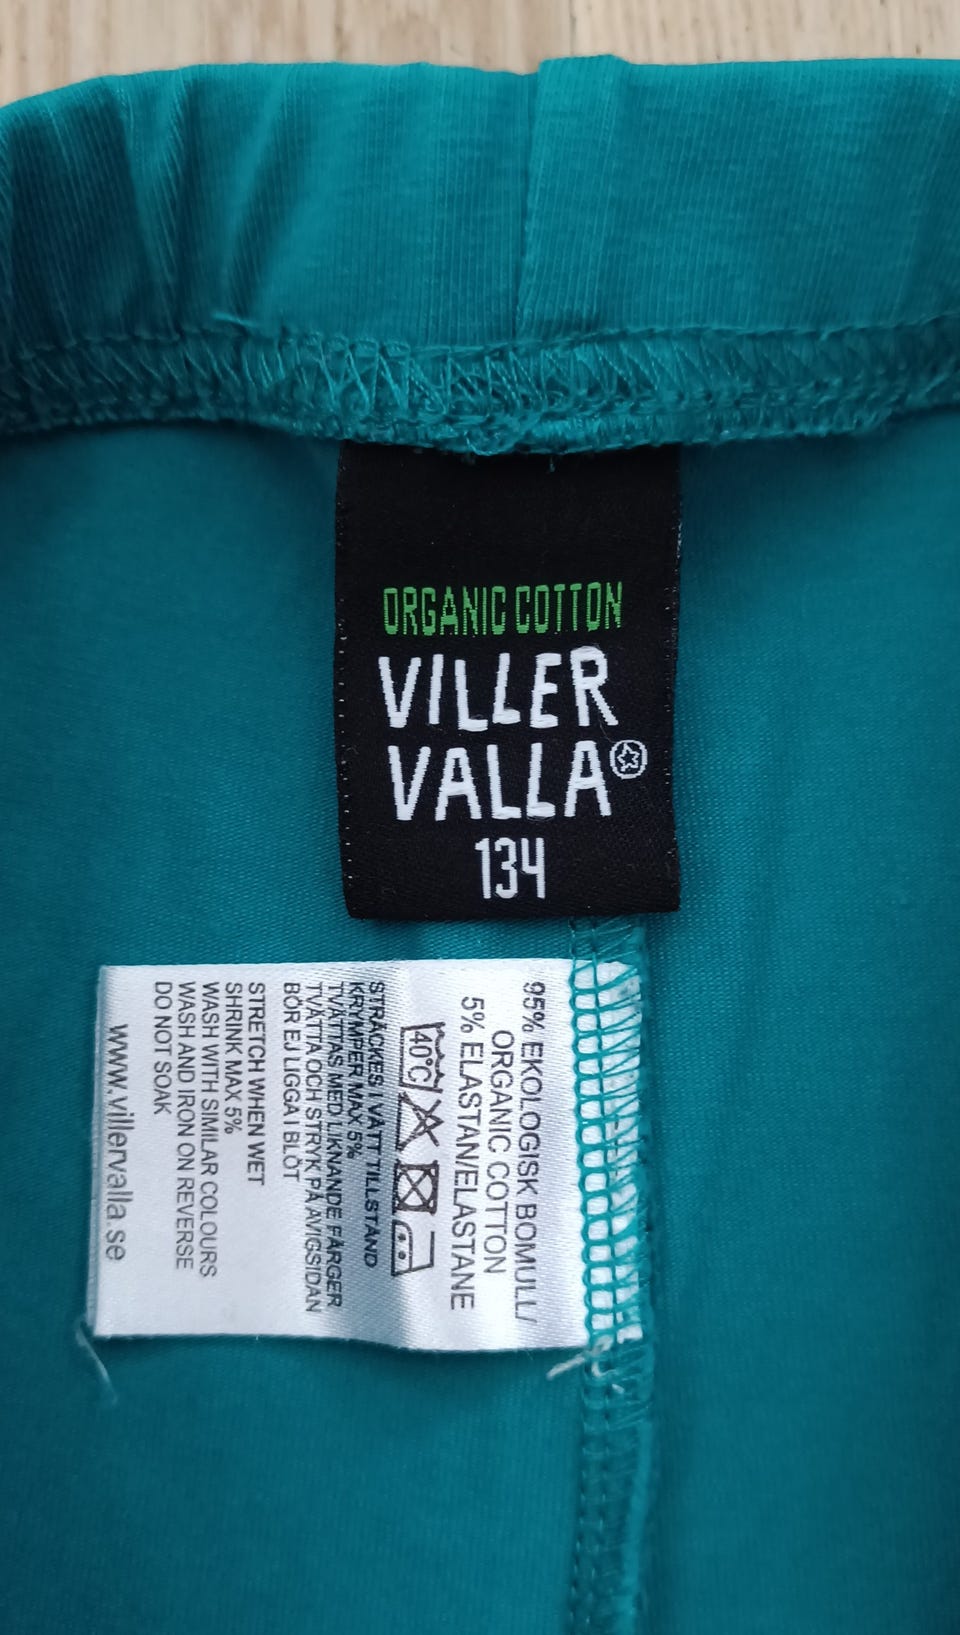 ORGANIC COTTON
VILLER
VALLA
134
95% EKOLOGISK BOMULL/
ORGANIC COTTON
5% ELASTAN/ELASTANE
40°C
STRÄCKES I VÅTT TILLSTÅND
KRYMPER MAX 5%
TVÄTTAS MED LIKNANDE FÄRGER
TVÄTTA OCH STRYK PÅ AVIGSIDAN
BÖR EJ LIGGA I BLÖT
STRETCH WHEN WET
SHRINK MAX 5%
WASH WITH SIMILAR COLOURS
WASH AND IRON ON REVERSE
DO NOT SOAK
www.villervalla.se